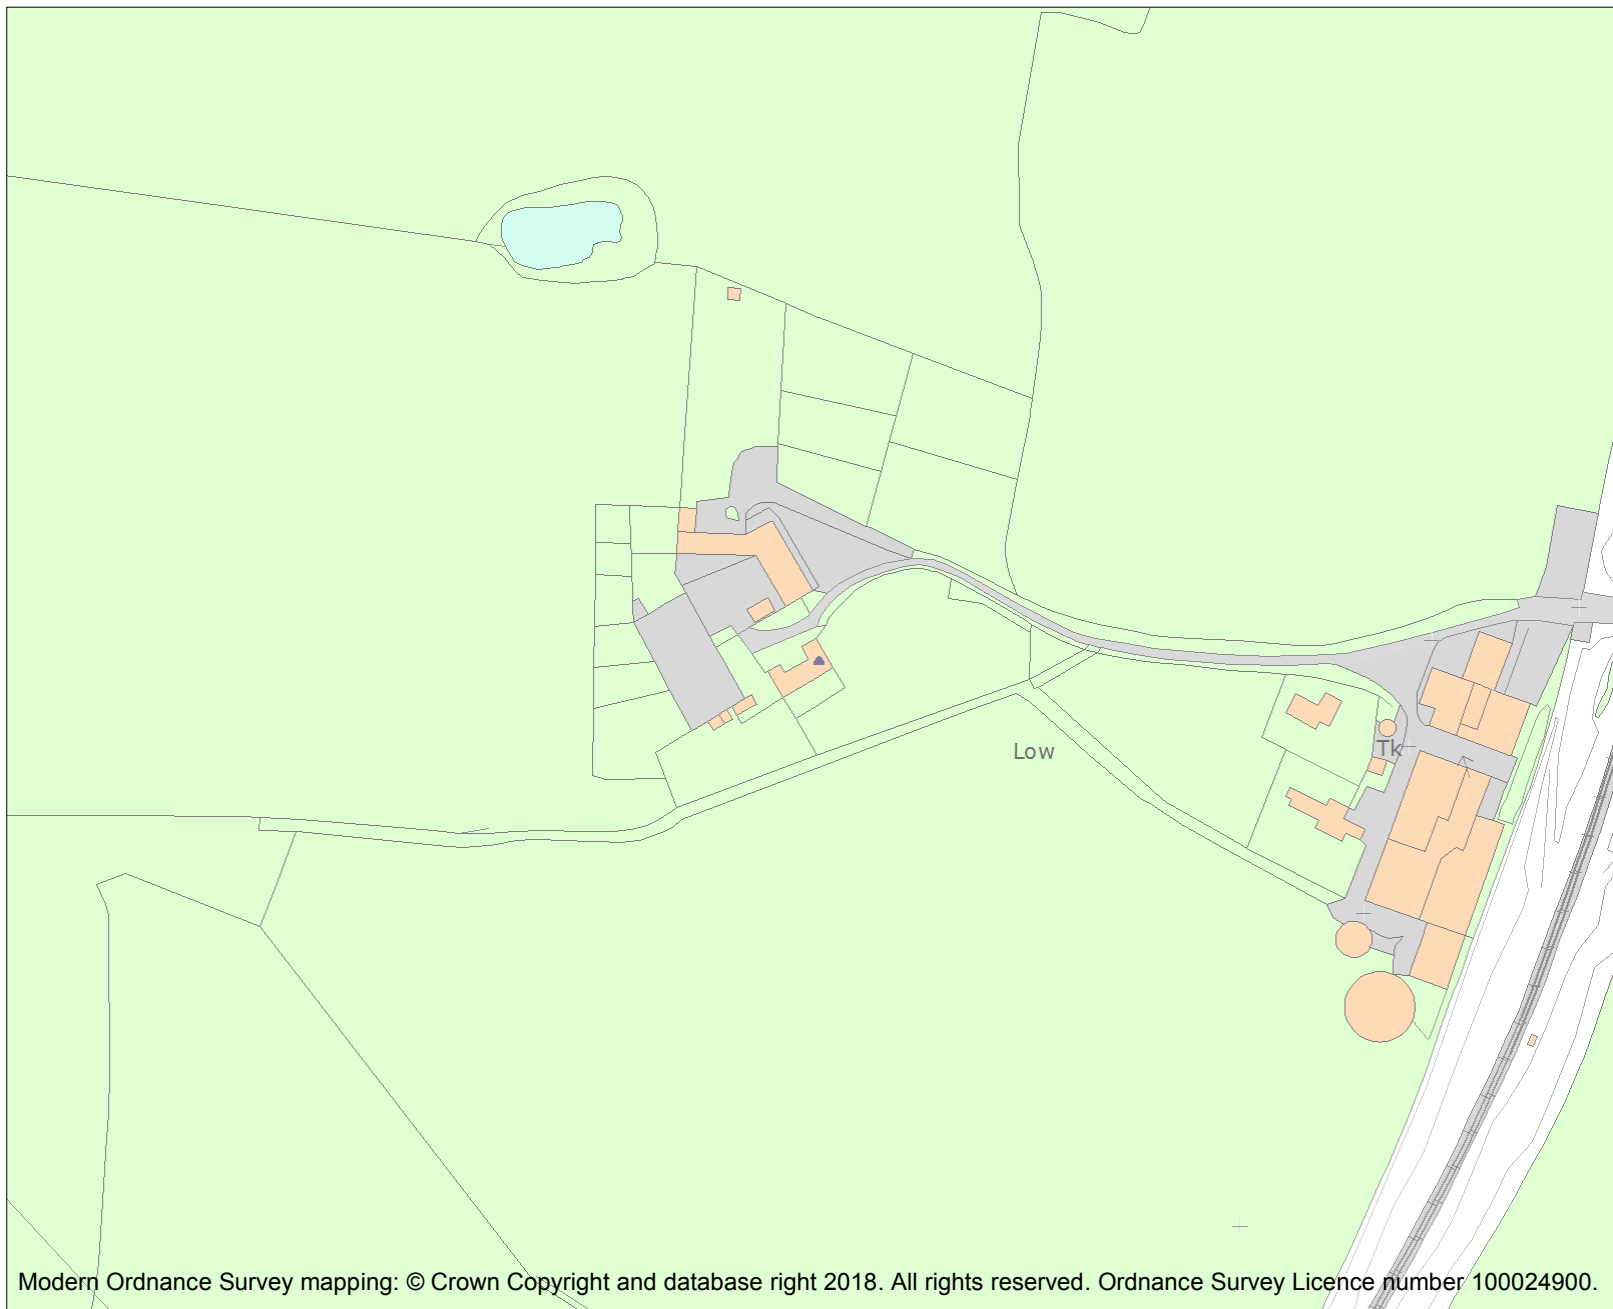 Low
Tk
Modern Ordnance Survey mapping: © Crown Copyright and database right 2018. All rights reserved. Ordnance Survey Licence number 100024900.